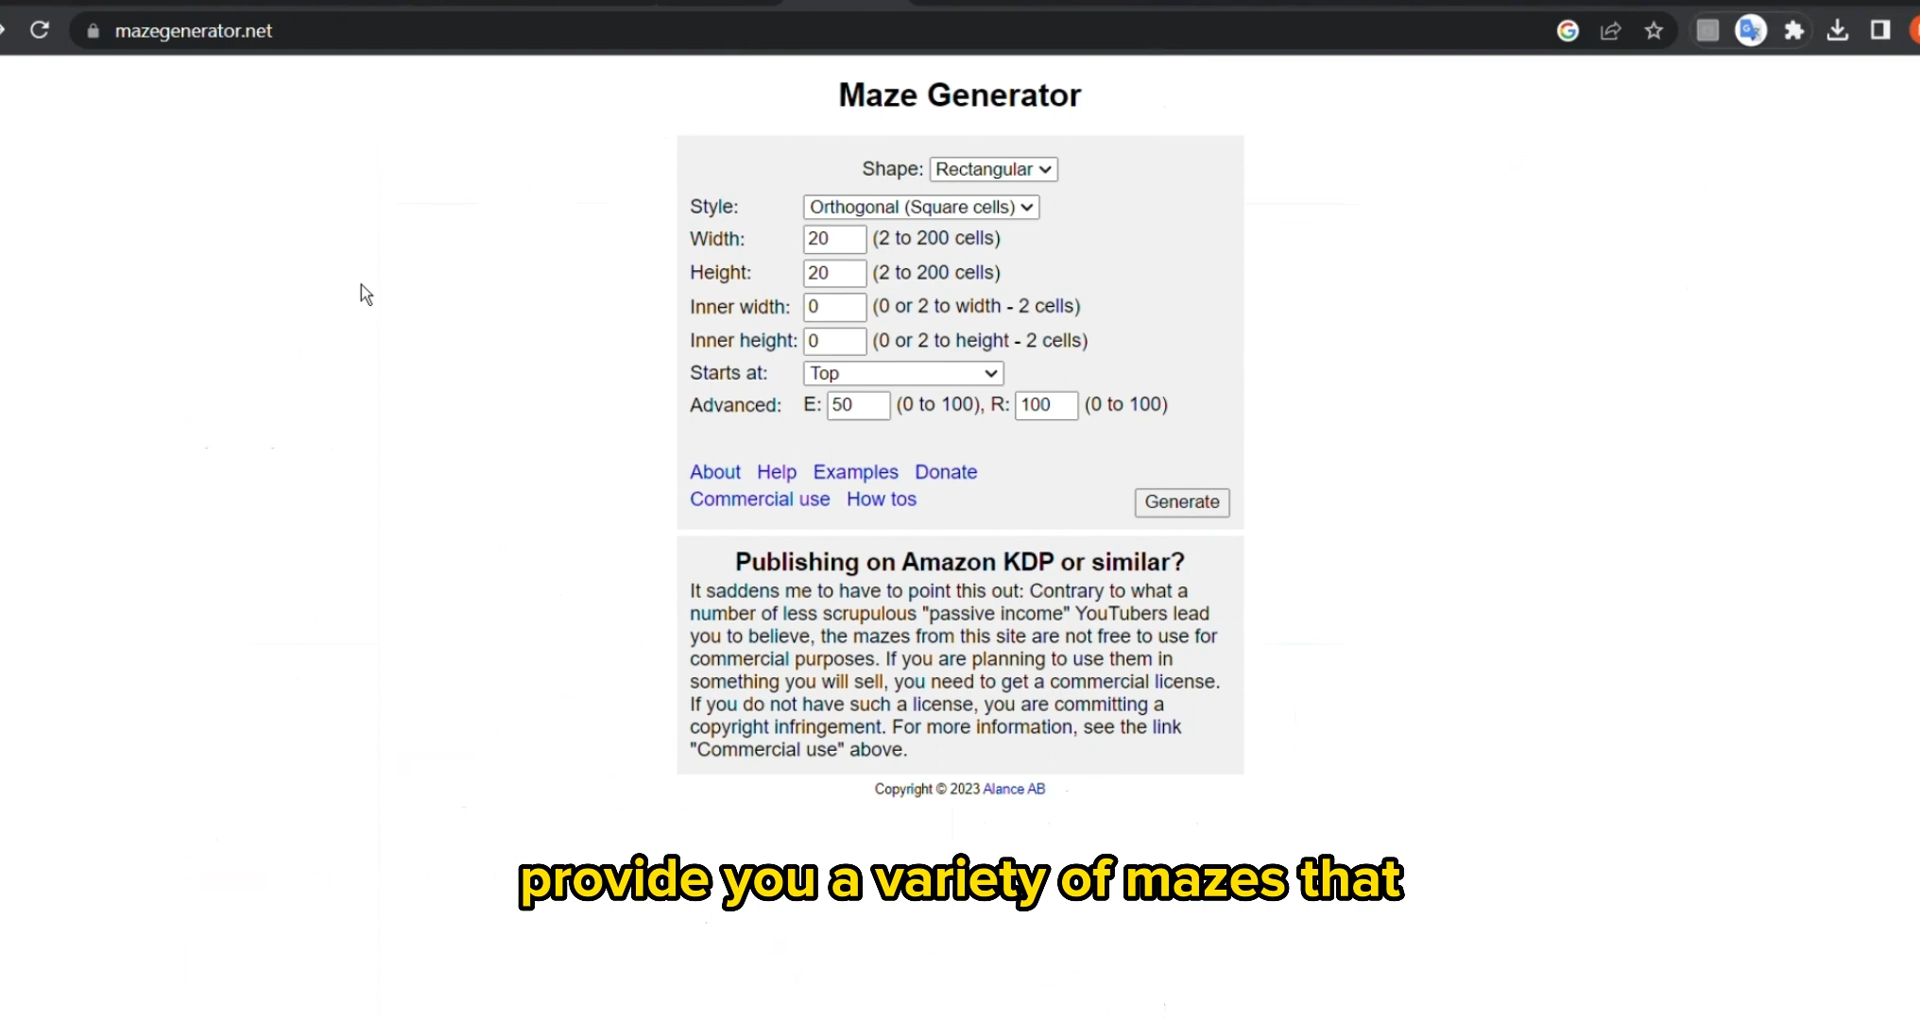 mazegenerator.net
Maze Generator
Shape: Rectangular
Style: Orthogonal (Square cells)
Width: 20 (2 to 200 cells)
Height: 20 (2 to 200 cells)
Inner width: 0 (0 or 2 to width - 2 cells)
Inner height: 0 (0 or 2 to height - 2 cells)
Starts at: Top
Advanced: E: 50 (0 to 100), R: 100 (0 to 100)
About Help Examples Donate
Commercial use How tos
Generate
Publishing on Amazon KDP or similar?
It saddens me to have to point this out: Contrary to what a
number of less scrupulous "passive income" YouTubers lead
you to believe, the mazes from this site are not free to use for
commercial purposes. If you are planning to use them in
something you will sell, you need to get a commercial license.
If you do not have such a license, you are committing a
copyright infringement. For more information, see the link
"Commercial use" above.
Copyright © 2023 Alance AB
provide you a variety of mazes that